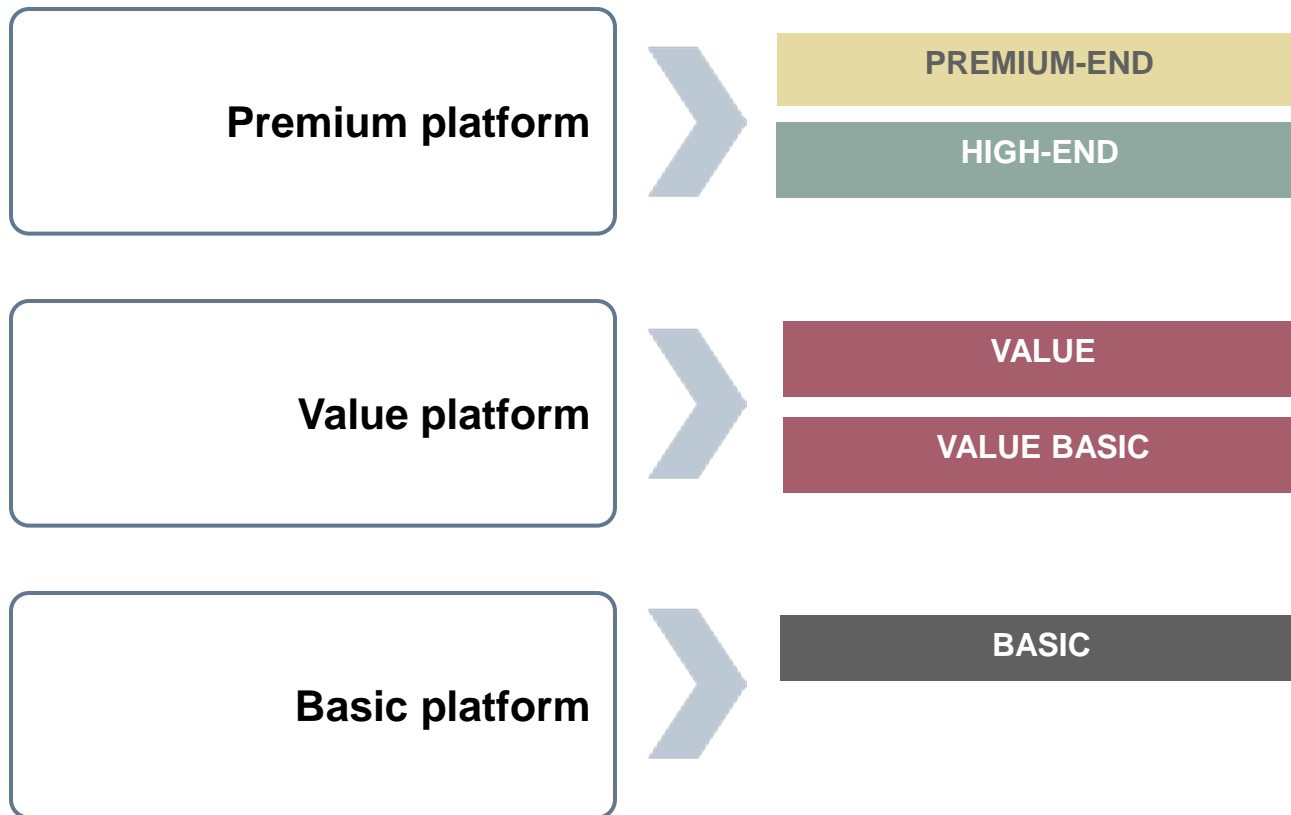 Premium platform
PREMIUM-END
HIGH-END
Value platform
VALUE
VALUE BASIC
Basic platform
BASIC